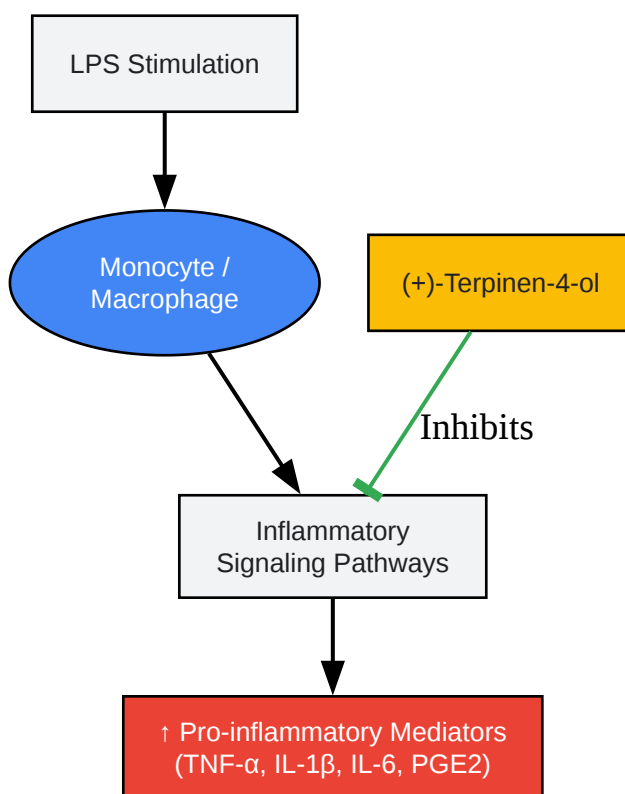 LPS Stimulation
Monocyte /
Macrophage
(+)-Terpinen-4-ol
Inhibits
Inflammatory
Signaling Pathways
↑ Pro-inflammatory Mediators
(TNF-α, IL-1β, IL-6, PGE2)